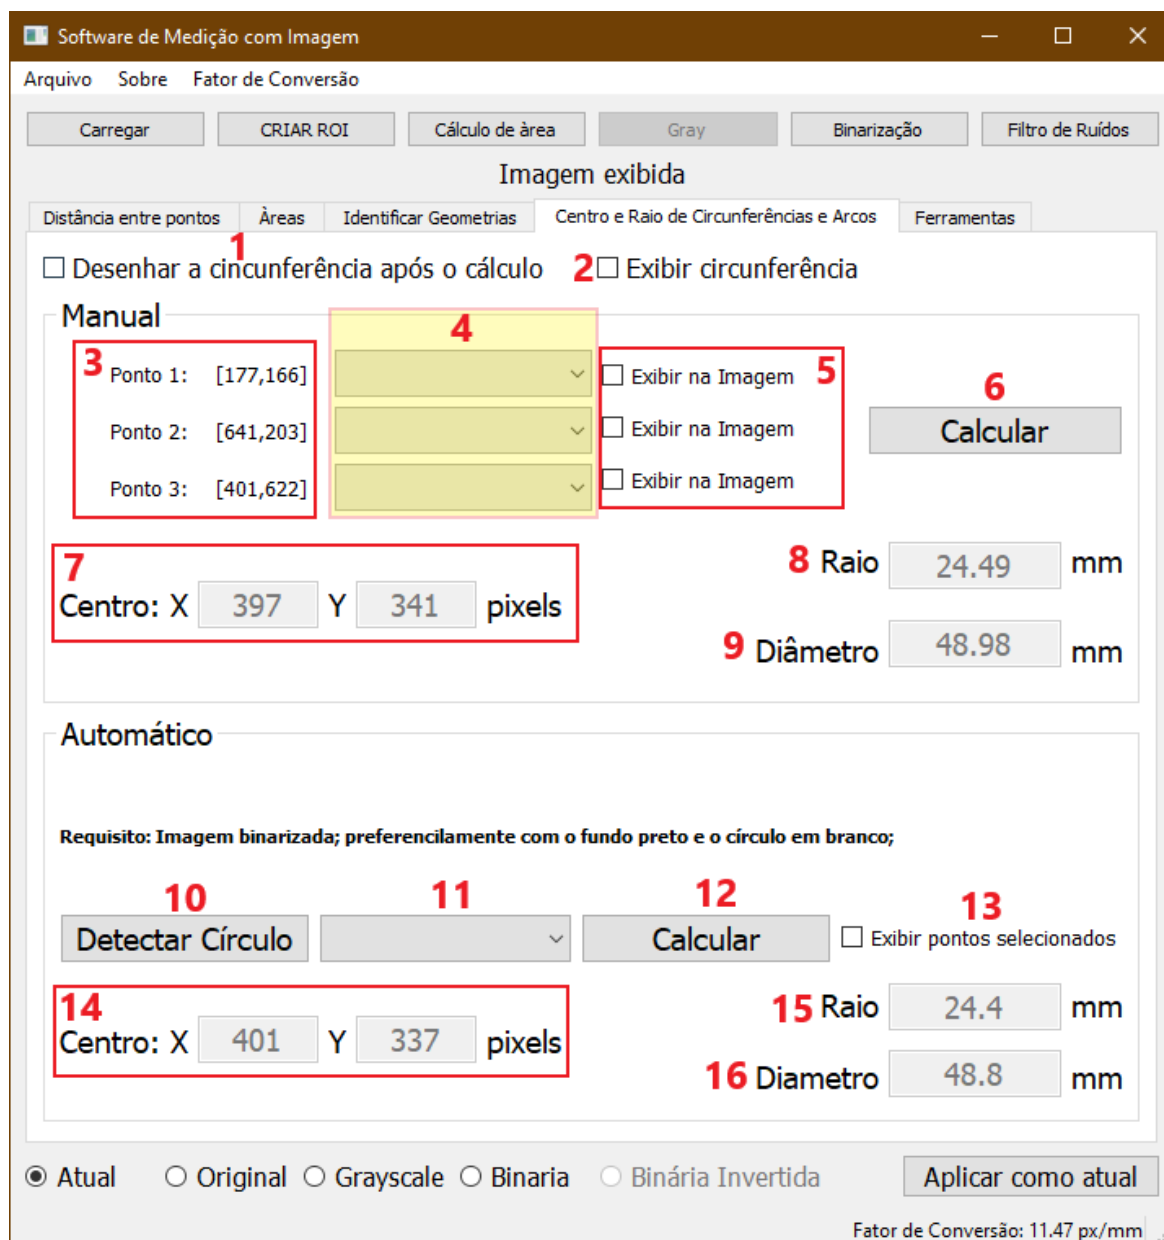 Software de Medição com Imagem
Arquivo Sobre Fator de Conversão
Carregar CRIAR ROI Cálculo de àrea Gray Binarização Filtro de Ruídos
Imagem exibida
Distância entre pontos Àreas Identificar Geometrias Centro e Raio de Circunferências e Arcos Ferramentas
1
Desenhar a cincunferência após o cálculo 2 Exibir circunferência
Manual
4
3 Ponto 1: [177,166] Exibir na Imagem 5
6
Ponto 2: [641,203] Exibir na Imagem Calcular
Ponto 3: [401,622] Exibir na Imagem
7
8 Raio 24.49 mm
Centro: X 397 Y 341 pixels
9 Diâmetro 48.98 mm
Automático
Requisito: Imagem binarizada; preferencilamente com o fundo preto e o círculo em branco;
10 11 12 13
Detectar Círculo Calcular Exibir pontos selecionados
14
15 Raio 24.4 mm
Centro: X 401 Y 337 pixels
16 Diametro 48.8 mm
Atual Original Grayscale Binaria Binária Invertida Aplicar como atual
Fator de Conversão: 11.47 px/mm